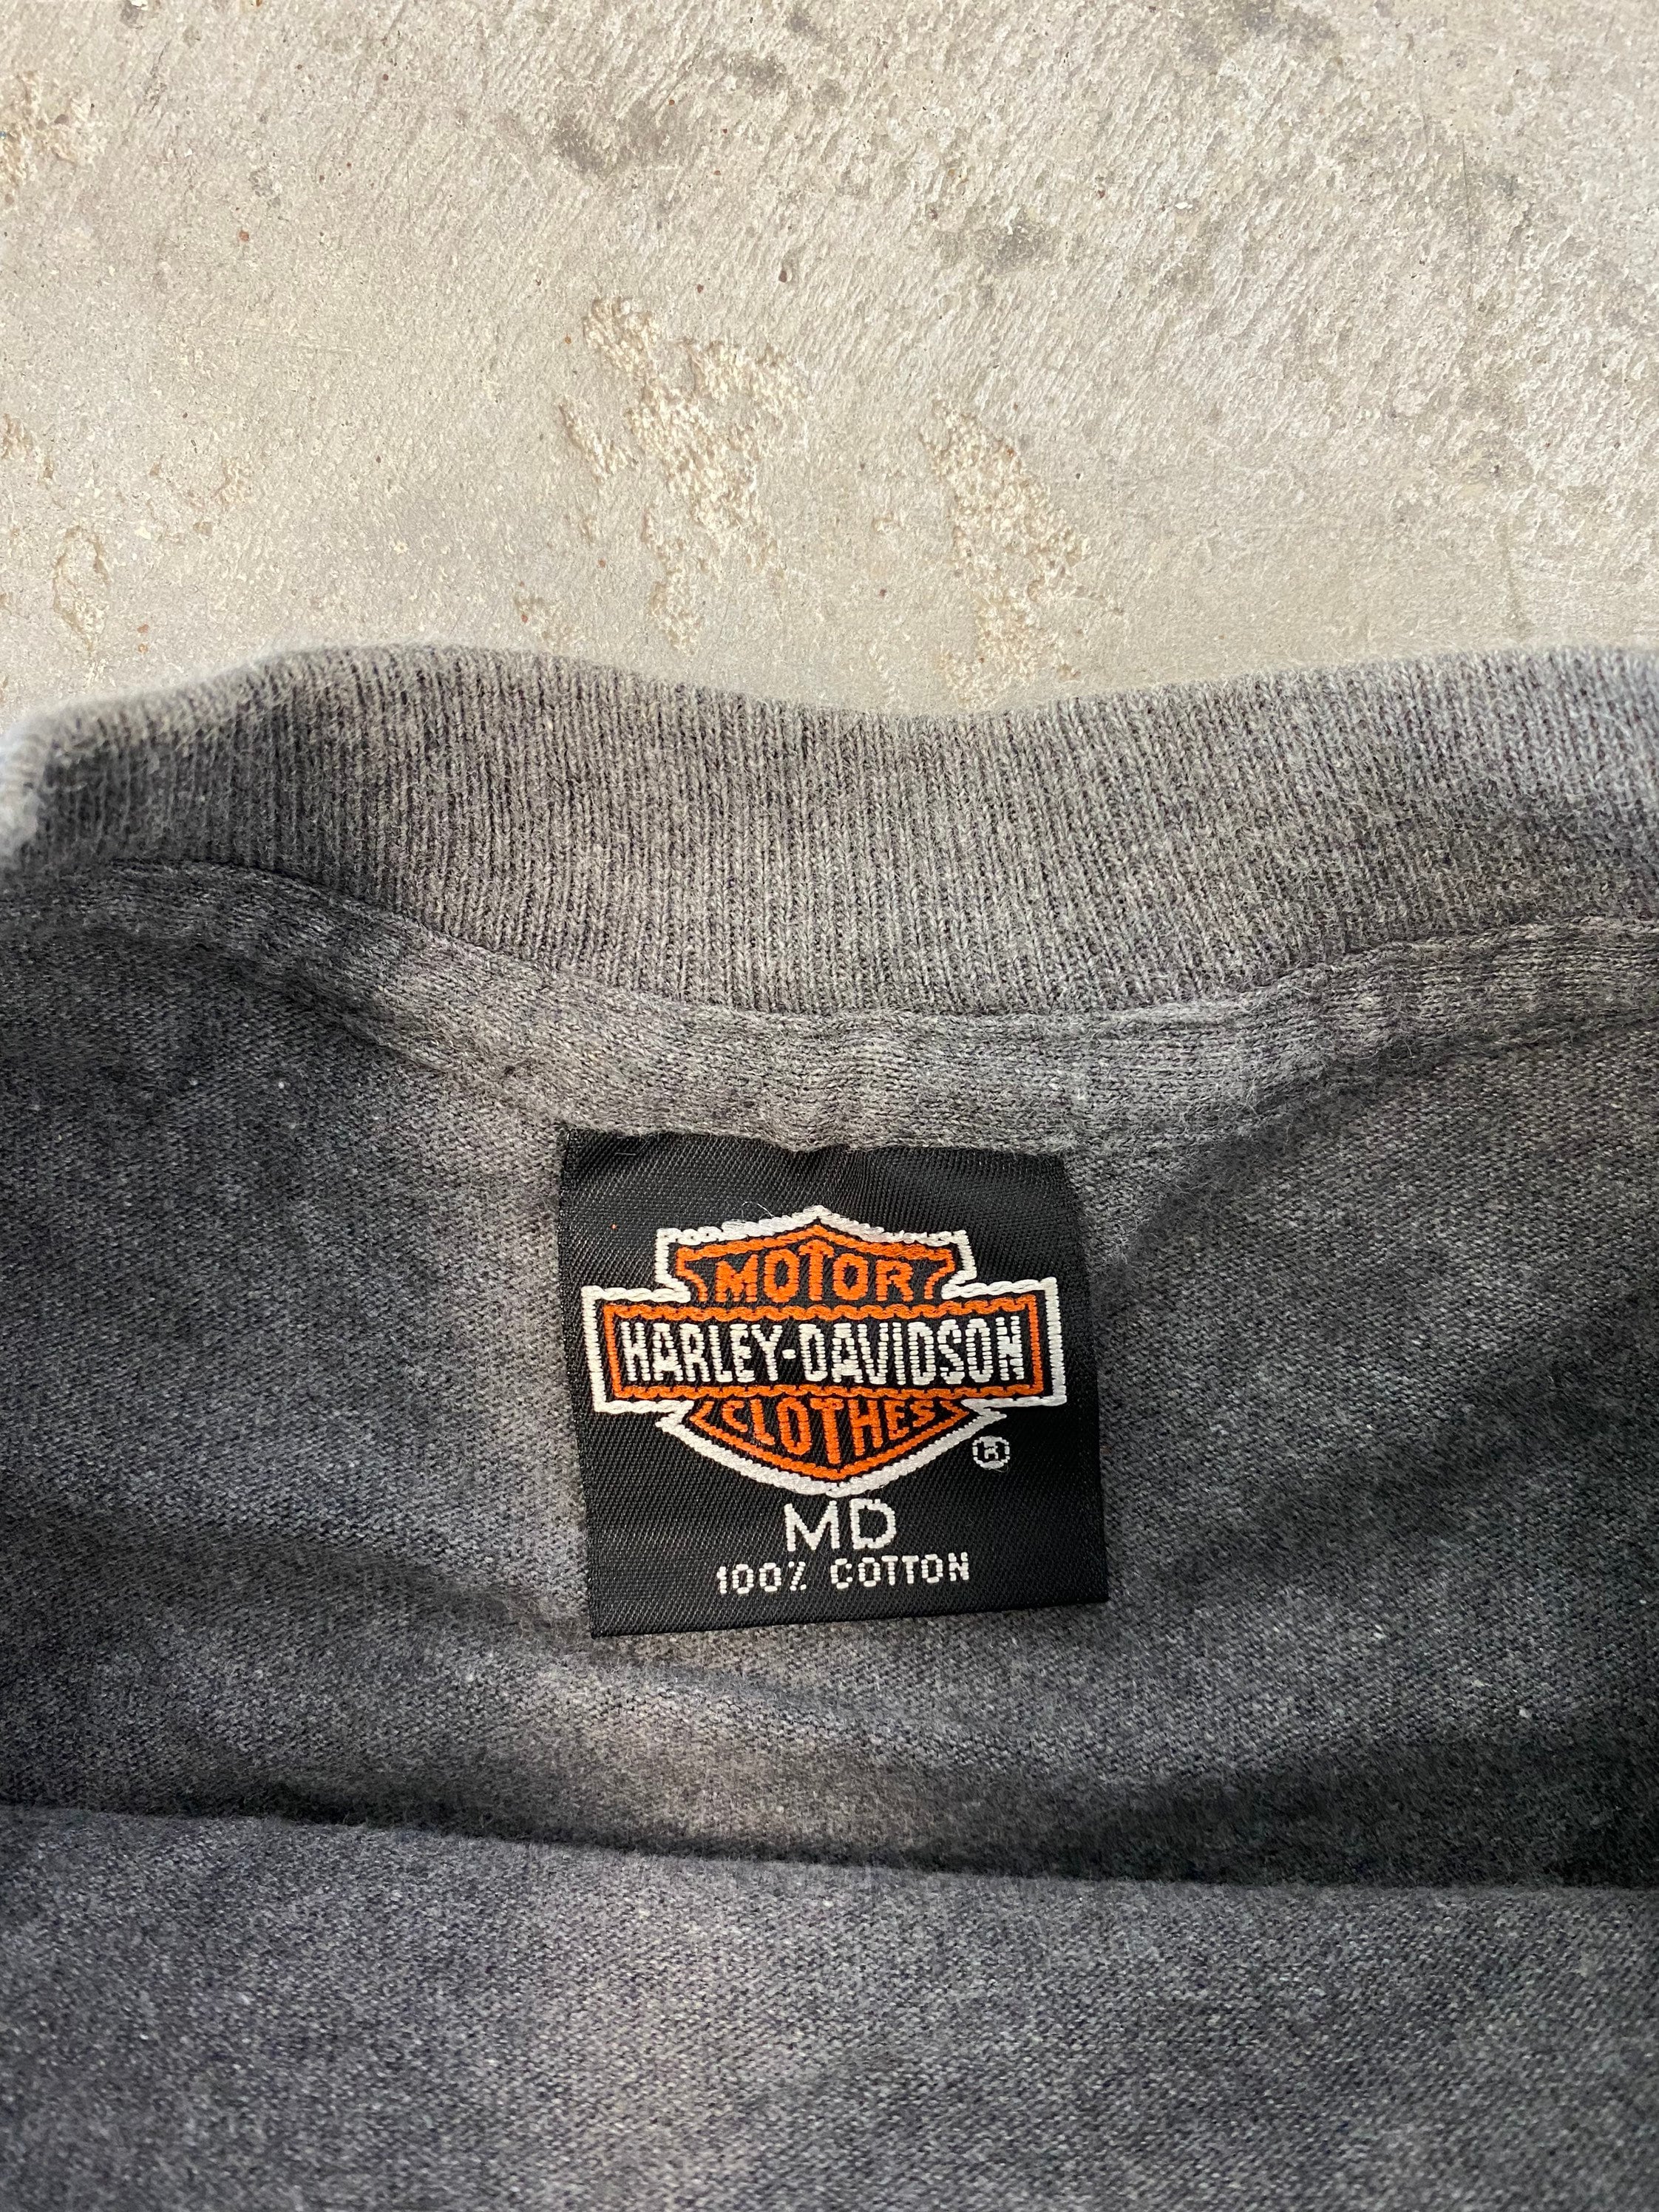 MOTOR
HARLEY-DAVIDSON
CLOTHES
®
MD
100% COTTON